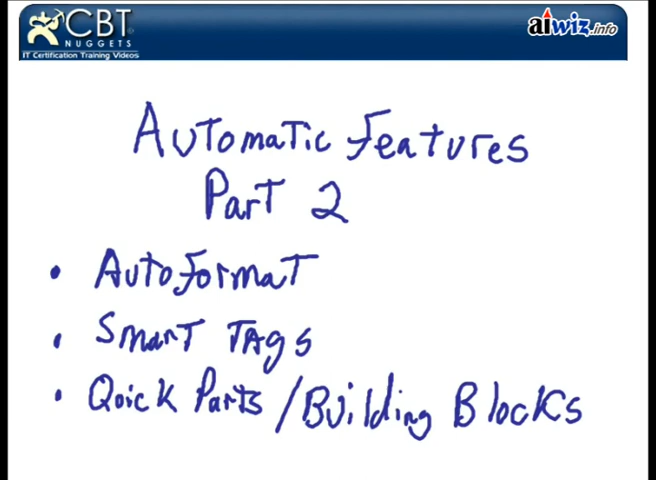 CBT
NUGGETS
IT Certification Training Videos
aiwiz.info
Automatic Features
Part 2
• AutoFormat
• Smart Tags
• Quick Parts / Building Blocks